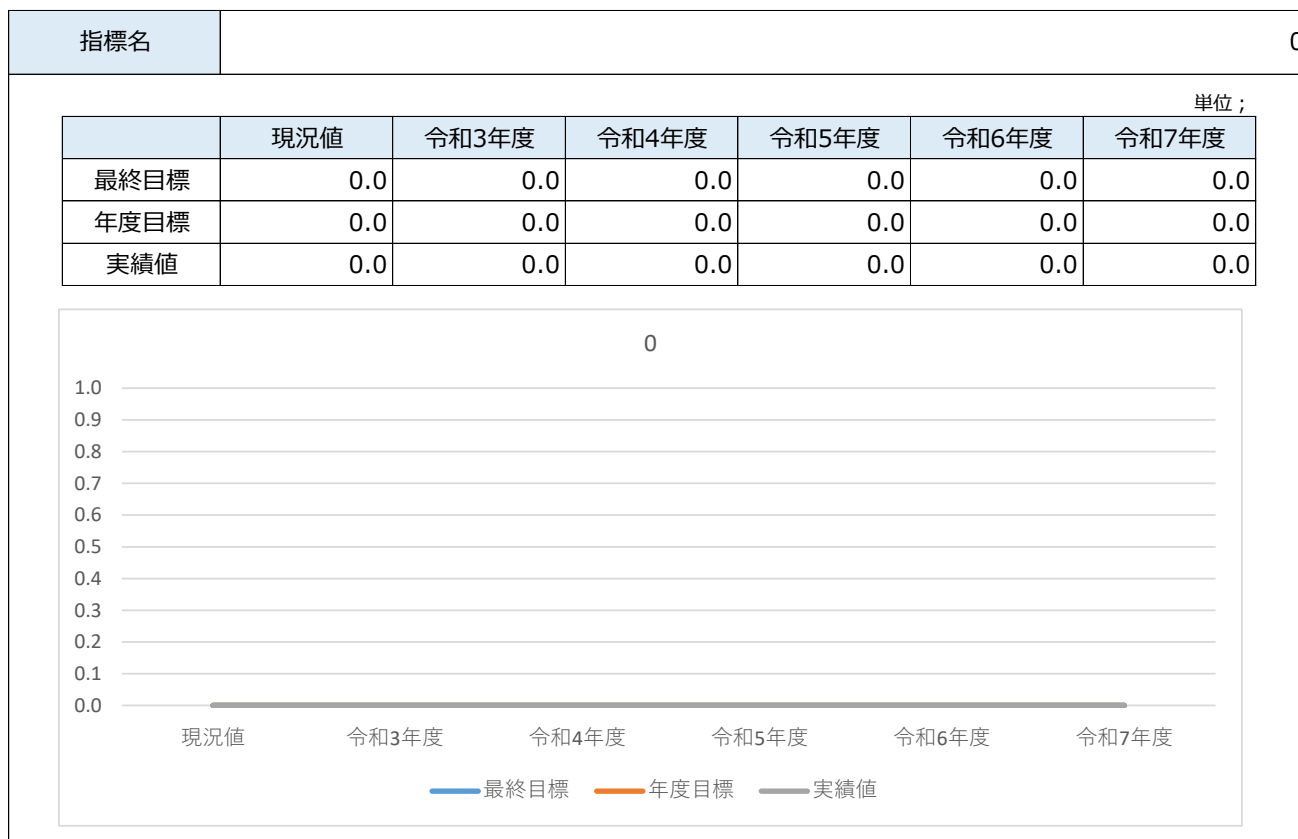 指標名 0
単位；
現況値 令和3年度 令和4年度 令和5年度 令和6年度 令和7年度
最終目標 0.0 0.0 0.0 0.0 0.0 0.0
年度目標 0.0 0.0 0.0 0.0 0.0 0.0
実績値 0.0 0.0 0.0 0.0 0.0 0.0
0
1.0
0.9
0.8
0.7
0.6
0.5
0.4
0.3
0.2
0.1
0.0
現況値 令和3年度 令和4年度 令和5年度 令和6年度 令和7年度
最終目標 年度目標 実績値